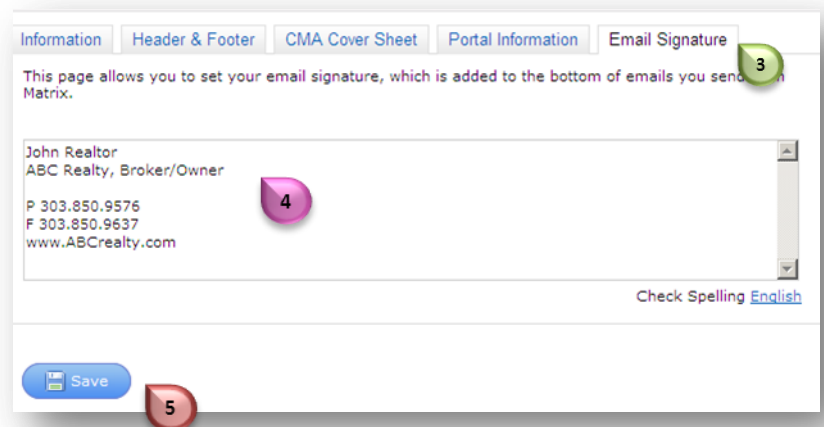 Information Header & Footer CMA Cover Sheet Portal Information Email Signature
3
This page allows you to set your email signature, which is added to the bottom of emails you send
Matrix.
John Realtor
ABC Realty, Broker/Owner
4
P 303.850.9576
F 303.850.9637
www.ABCrealty.com
Check Spelling English
Save
5